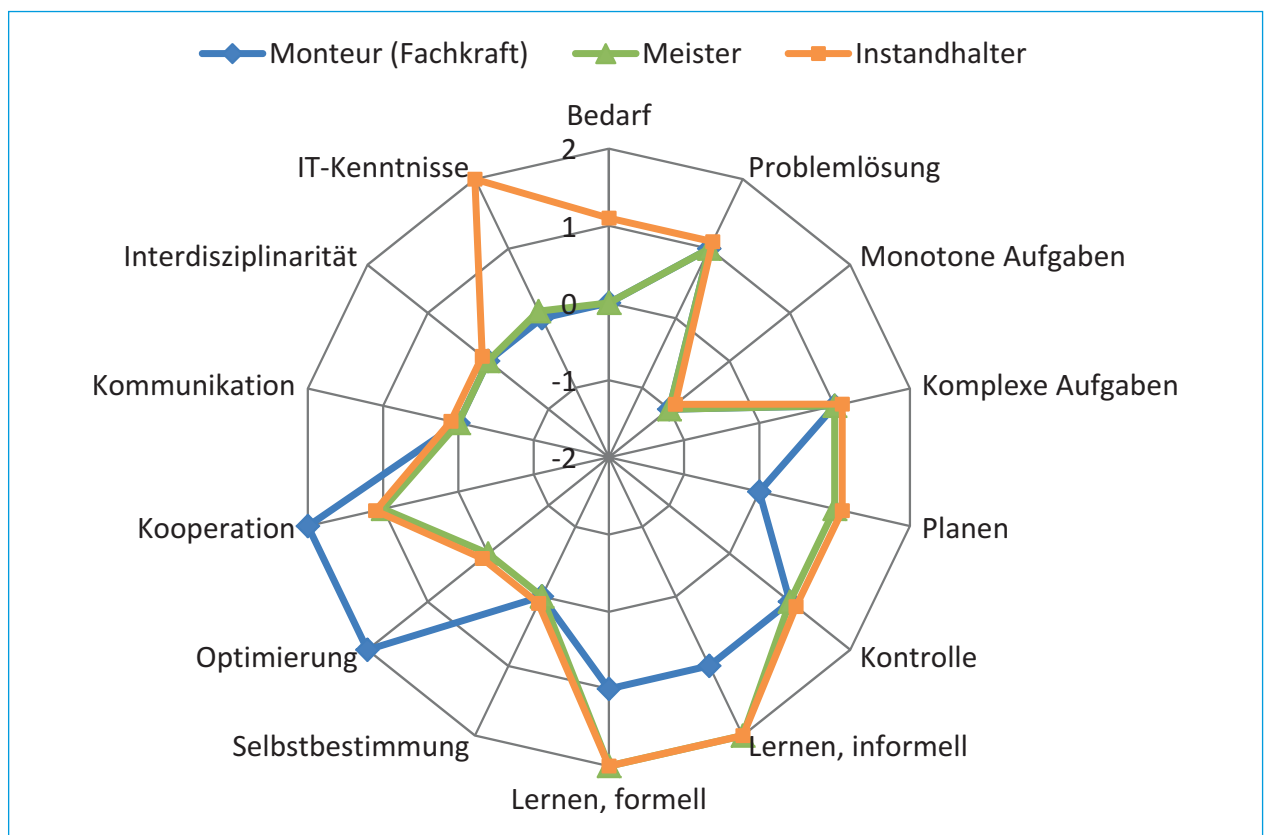 Monteur (Fachkraft) Meister Instandhalter
Bedarf
2
IT-Kenntnisse
Problemlösung
1
Interdisziplinarität
Monotone Aufgaben
0
Kommunikation
-1
Komplexe Aufgaben
-2
Kooperation
Planen
Optimierung
Kontrolle
Selbstbestimmung
Lernen, informell
Lernen, formell